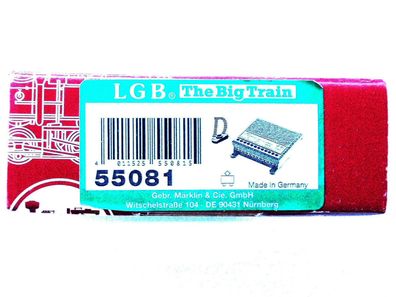 LGB® The Big Train
4 011525 550815
55081
Made in Germany
Gebr. Märklin & Cie. GmbH
Witschelstraße 104 - DE 90431 Nürnberg